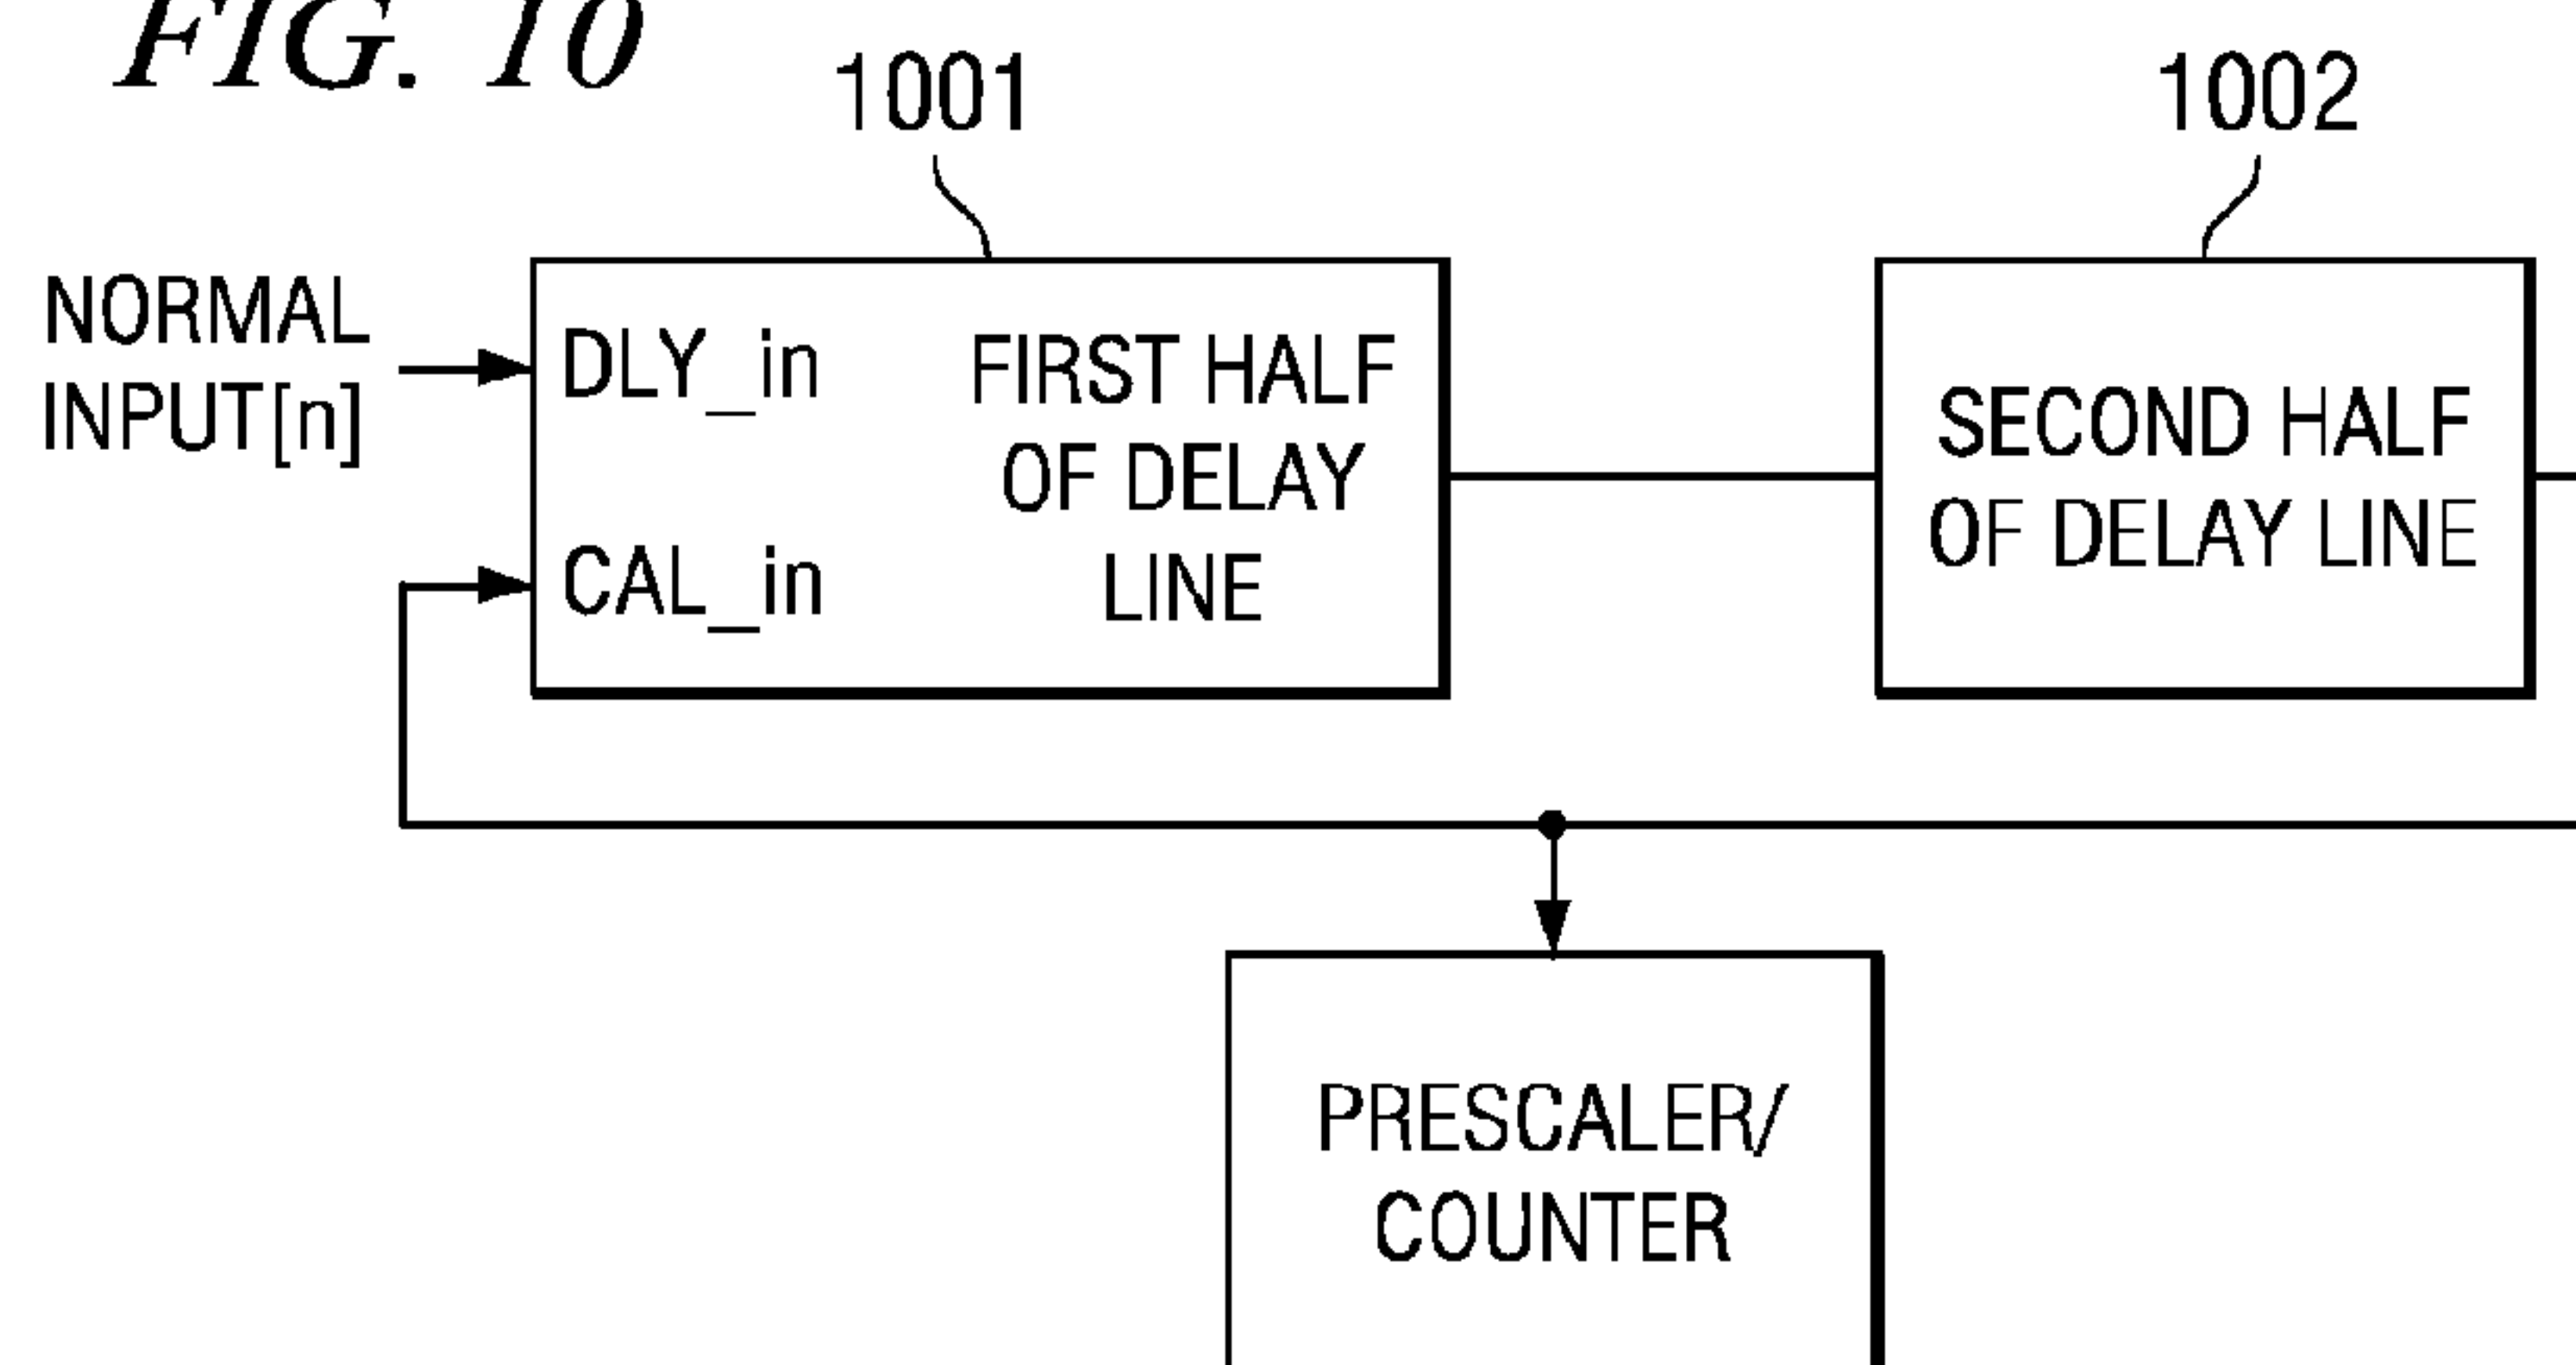 FIG. 10
1001
1002
NORMAL
INPUT[n]
DLY_in
CAL_in
FIRST HALF
OF DELAY
LINE
SECOND HALF
OF DELAY LINE
PRESCALER/
COUNTER